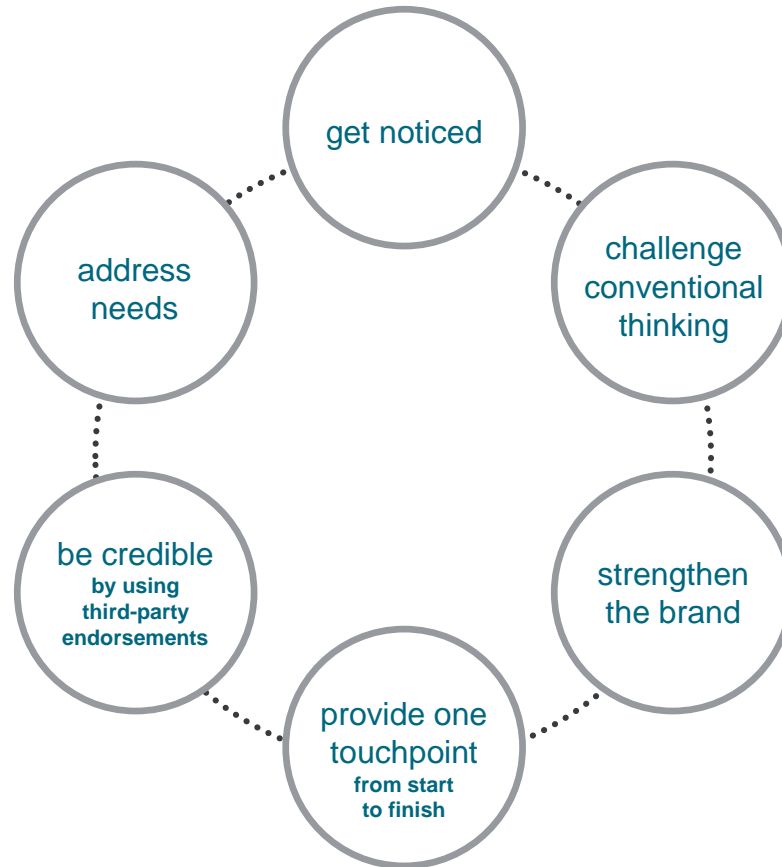 get noticed
challenge
conventional
thinking
strengthen
the brand
provide one
touchpoint
from start
to finish
be credible
by using
third-party
endorsements
address
needs